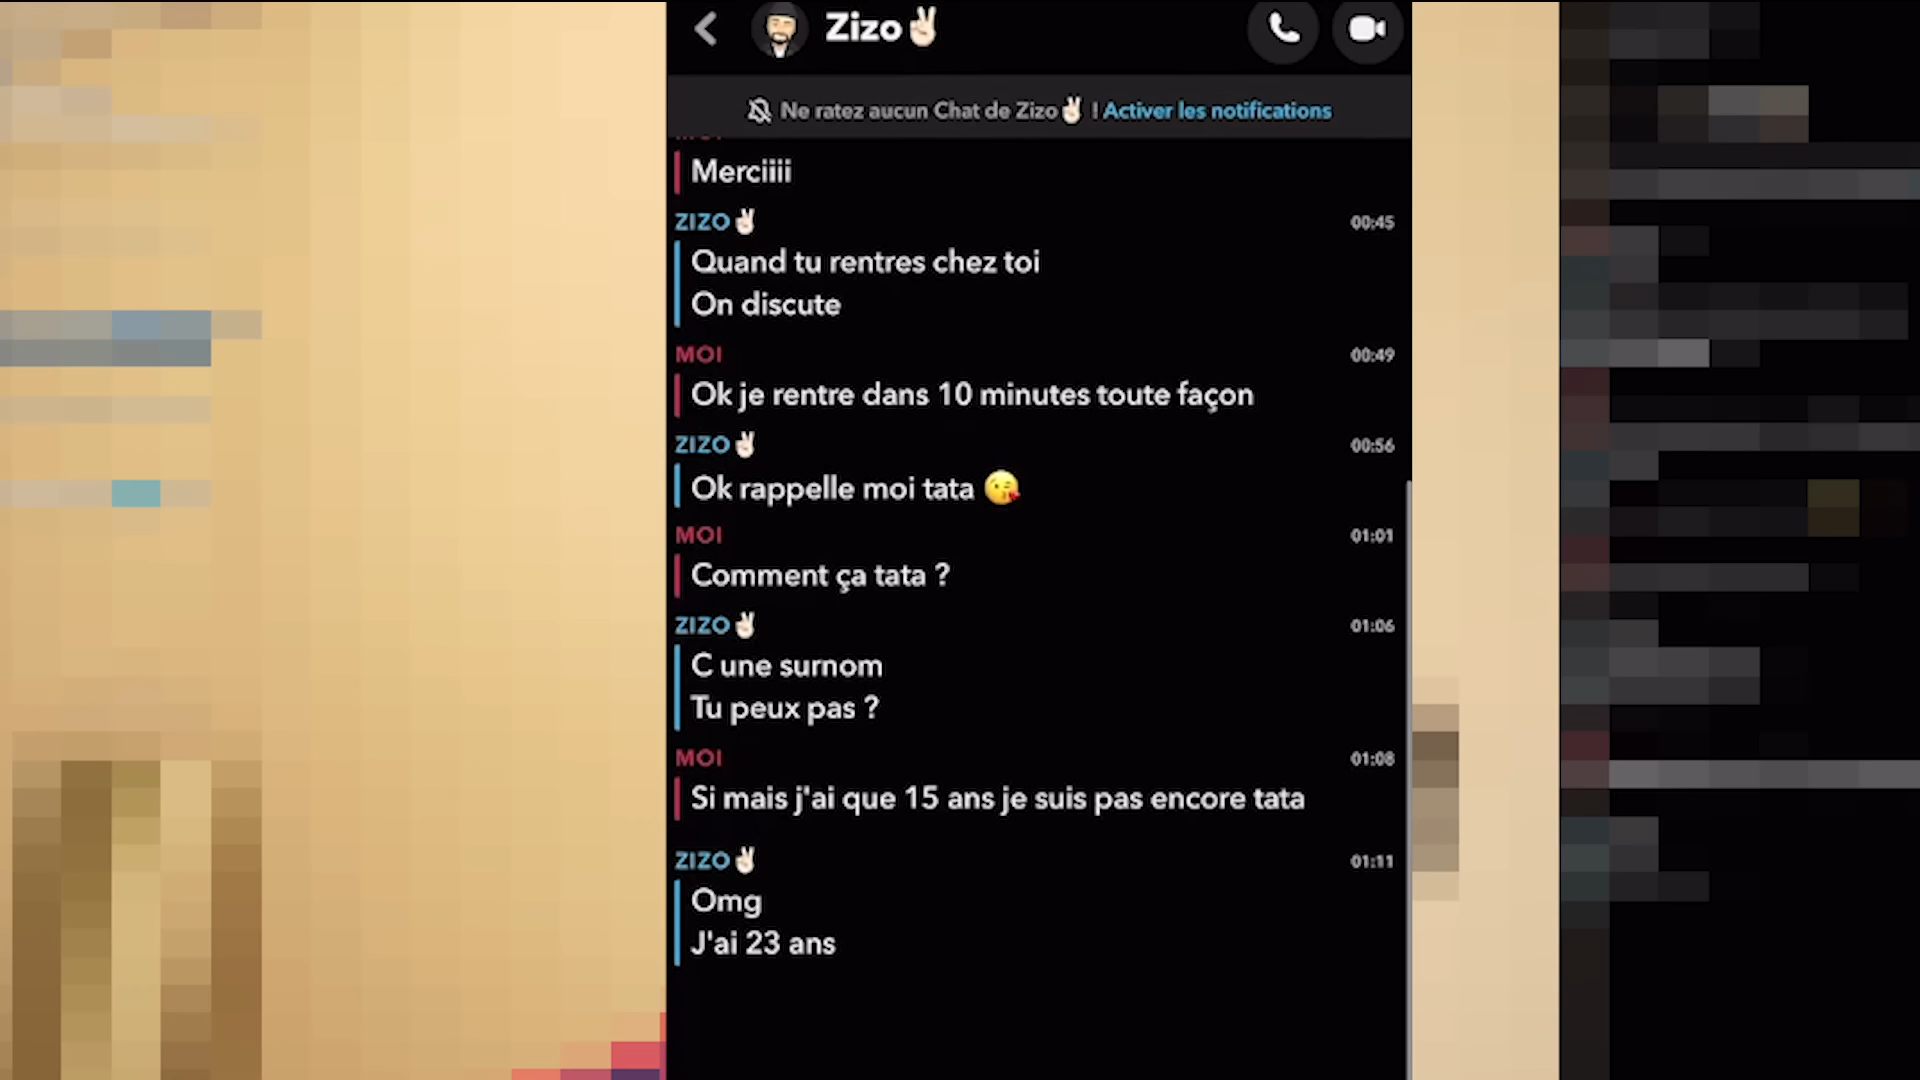 Zizo✌🏻
Ne ratez aucun Chat de Zizo✌🏻 ! Activer les notifications
Merciiii
ZIZO✌🏻 00:45
Quand tu rentres chez toi
On discute
MOI 00:49
Ok je rentre dans 10 minutes toute façon
ZIZO✌🏻 00:56
Ok rappelle moi tata 😘
MOI 01:01
Comment ça tata ?
ZIZO✌🏻 01:06
C une surnom
Tu peux pas ?
MOI 01:08
Si mais j'ai que 15 ans je suis pas encore tata
ZIZO✌🏻 01:11
Omg
J'ai 23 ans